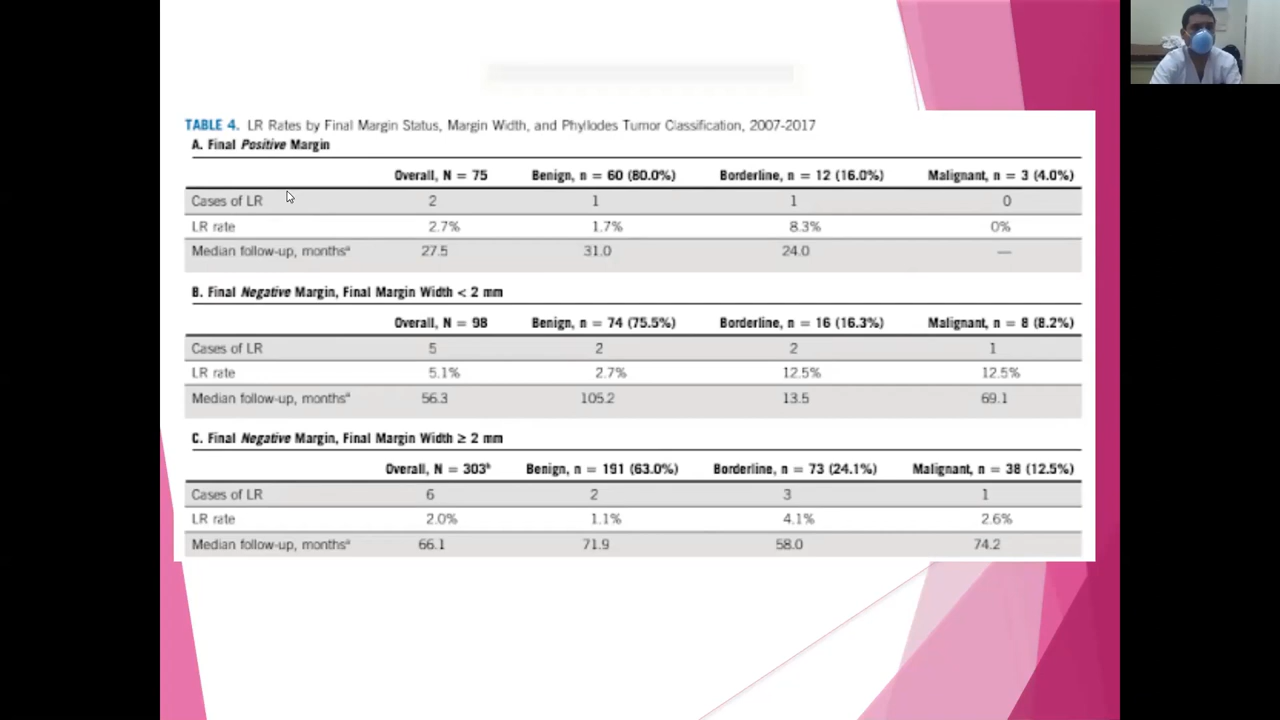 TABLE 4. LR Rates by Final Margin Status, Margin Width, and Phyllodes Tumor Classification, 2007-2017
A. Final Positive Margin
Overall, N = 75 Benign, n = 60 (80.0%) Borderline, n = 12 (16.0%) Malignant, n = 3 (4.0%)
Cases of LR 2 1 1 0
LR rate 2.7% 1.7% 8.3% 0%
Median follow-up, monthsᵃ 27.5 31.0 24.0 —
B. Final Negative Margin, Final Margin Width < 2 mm
Overall, N = 98 Benign, n = 74 (75.5%) Borderline, n = 16 (16.3%) Malignant, n = 8 (8.2%)
Cases of LR 5 2 2 1
LR rate 5.1% 2.7% 12.5% 12.5%
Median follow-up, monthsᵃ 56.3 105.2 13.5 69.1
C. Final Negative Margin, Final Margin Width ≥ 2 mm
Overall, N = 303ᵇ Benign, n = 191 (63.0%) Borderline, n = 73 (24.1%) Malignant, n = 38 (12.5%)
Cases of LR 6 2 3 1
LR rate 2.0% 1.1% 4.1% 2.6%
Median follow-up, monthsᵃ 66.1 71.9 58.0 74.2